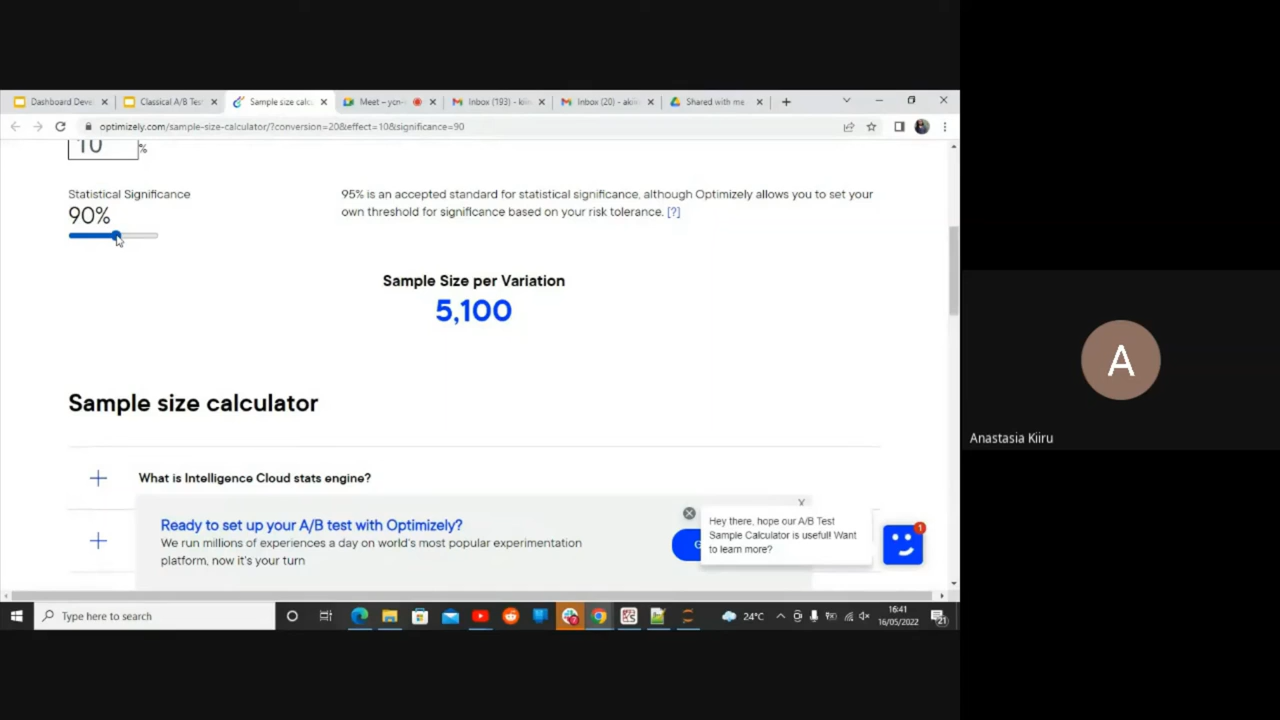 Dashboard Deve
Classical A/B Tes
Sample size calc
Meet – ycv-
Inbox (193) - kiin
Inbox (20) - akii
Shared with me
optimizely.com/sample-size-calculator/?conversion=20&effect=10&significance=90
10 %
Statistical Significance
90%
95% is an accepted standard for statistical significance, although Optimizely allows you to set your
own threshold for significance based on your risk tolerance. [?]
Sample Size per Variation
5,100
Sample size calculator
What is Intelligence Cloud stats engine?
Ready to set up your A/B test with Optimizely?
We run millions of experiences a day on world's most popular experimentation
platform, now it's your turn
X
Hey there, hope our A/B Test
Sample Calculator is useful! Want
to learn more?
1
Type here to search
24°C
16:41
16/05/2022
21
A
Anastasia Kiiru